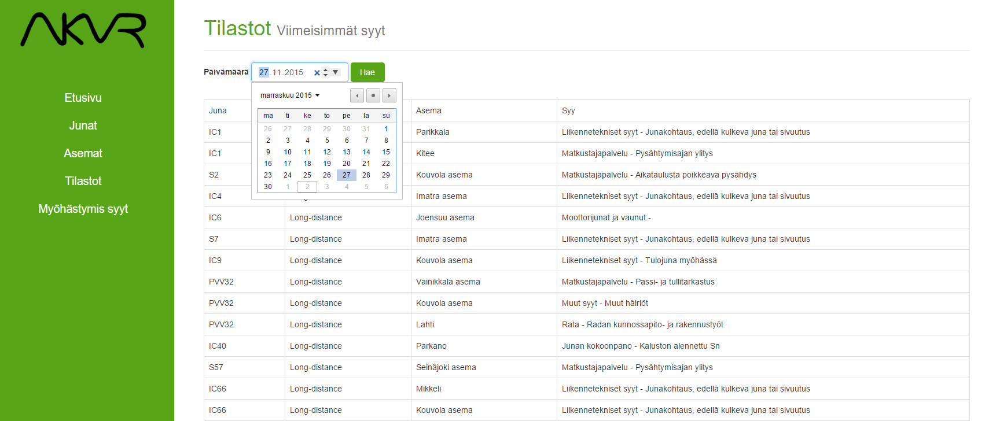 AKVR
Etusivu
Junat
Asemat
Tilastot
Myöhästymis syyt
Tilastot Viimeisimmät syyt
Päivämäärä 27.11.2015 Hae
marraskuu 2015
ma ti ke to pe la su
26 27 28 29 30 31 1
2 3 4 5 6 7 8
9 10 11 12 13 14 15
16 17 18 19 20 21 22
23 24 25 26 27 28 29
30 1 2 3 4 5 6
Juna Asema Syy
IC1 Parikkala Liikennetekniset syyt - Junakohtaus, edellä kulkeva juna tai sivuutus
IC1 Kitee Matkustajapalvelu - Pysähtymisajan ylitys
S2 Kouvola asema Matkustajapalvelu - Aikataulusta poikkeava pysähdys
IC4 Imatra asema Liikennetekniset syyt - Junakohtaus, edellä kulkeva juna tai sivuutus
IC6 Long-distance Joensuu asema Moottorijunat ja vaunut -
S7 Long-distance Imatra asema Liikennetekniset syyt - Junakohtaus, edellä kulkeva juna tai sivuutus
IC9 Long-distance Kouvola asema Liikennetekniset syyt - Tulojuna myöhässä
PVV32 Long-distance Vainikkala asema Matkustajapalvelu - Passi- ja tullitarkastus
PVV32 Long-distance Kouvola asema Muut syyt - Muut häiriöt
PVV32 Long-distance Lahti Rata - Radan kunnossapito- ja rakennustyöt
IC40 Long-distance Parkano Junan kokoonpano - Kaluston alennettu Sn
S57 Long-distance Seinäjoki asema Matkustajapalvelu - Pysähtymisajan ylitys
IC66 Long-distance Mikkeli Liikennetekniset syyt - Junakohtaus, edellä kulkeva juna tai sivuutus
IC66 Long-distance Kouvola asema Liikennetekniset syyt - Junakohtaus, edellä kulkeva juna tai sivuutus